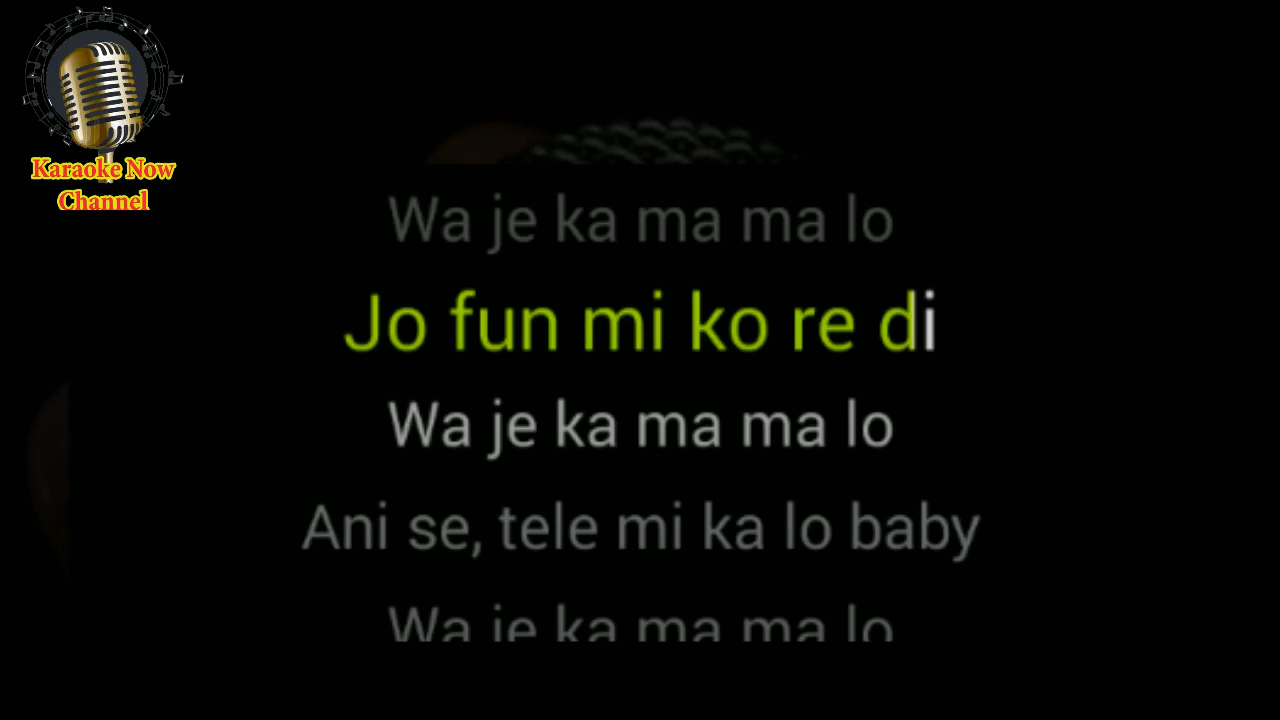 Karaoke Now
Channel
Wa je ka ma ma lo
Jo fun mi ko re di
Wa je ka ma ma lo
Ani se, tele mi ka lo baby
Wa je ka ma ma lo